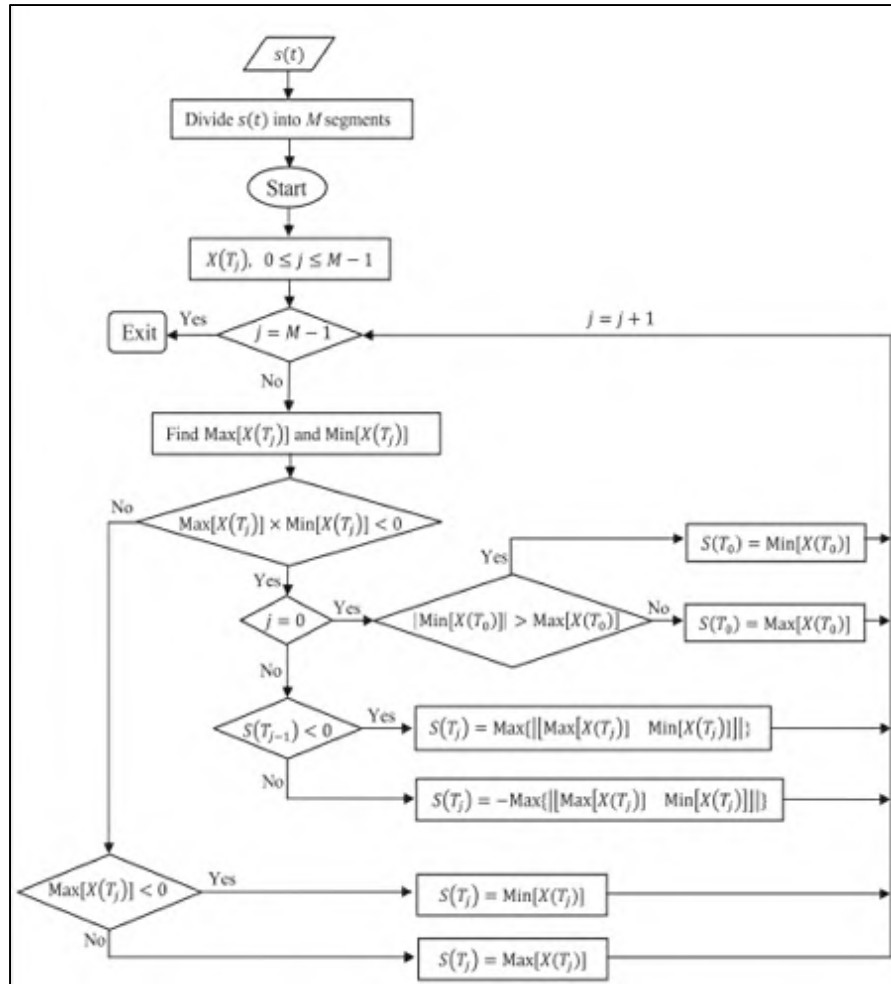 s(t)
Divide s(t) into M segments
Start
X(T_j), 0 ≤ j ≤ M − 1
j = j + 1
Exit
Yes
j = M − 1
No
Find Max[X(T_j)] and Min[X(T_j)]
No
Max[X(T_j)] × Min[X(T_j)] < 0
S(T_0) = Min[X(T_0)]
Yes
Yes
j = 0
Yes
|Min[X(T_0)]| > Max[X(T_0)]
No
S(T_0) = Max[X(T_0)]
No
S(T_{j−1}) < 0
Yes
S(T_j) = Max{|[Max[X(T_j)] Min[X(T_j)]]|}
No
S(T_j) = −Max{|[Max[X(T_j)] Min[X(T_j)]]|}
Max[X(T_j)] < 0
Yes
S(T_j) = Min[X(T_j)]
No
S(T_j) = Max[X(T_j)]